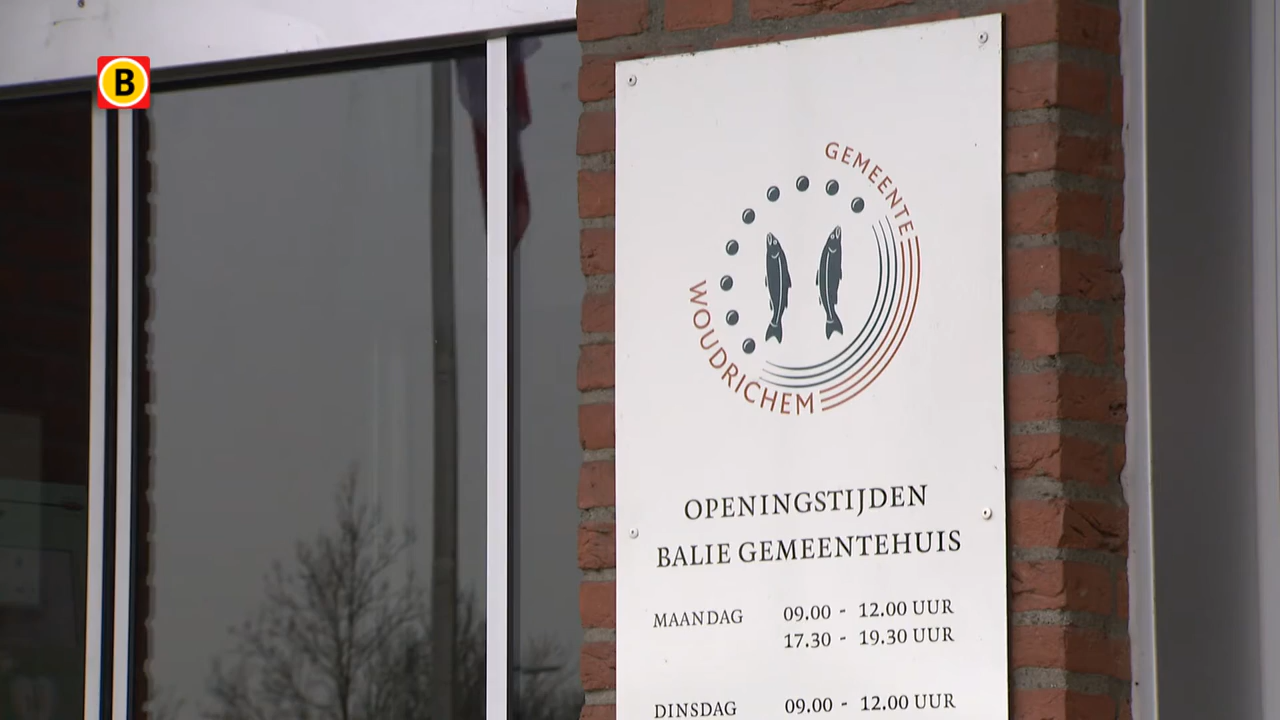 B
GEMEENTE
WOUDRICHEM
OPENINGSTIJDEN
BALIE GEMEENTEHUIS
MAANDAG 09.00 - 12.00 UUR
17.30 - 19.30 UUR
DINSDAG 09.00 - 12.00 UUR